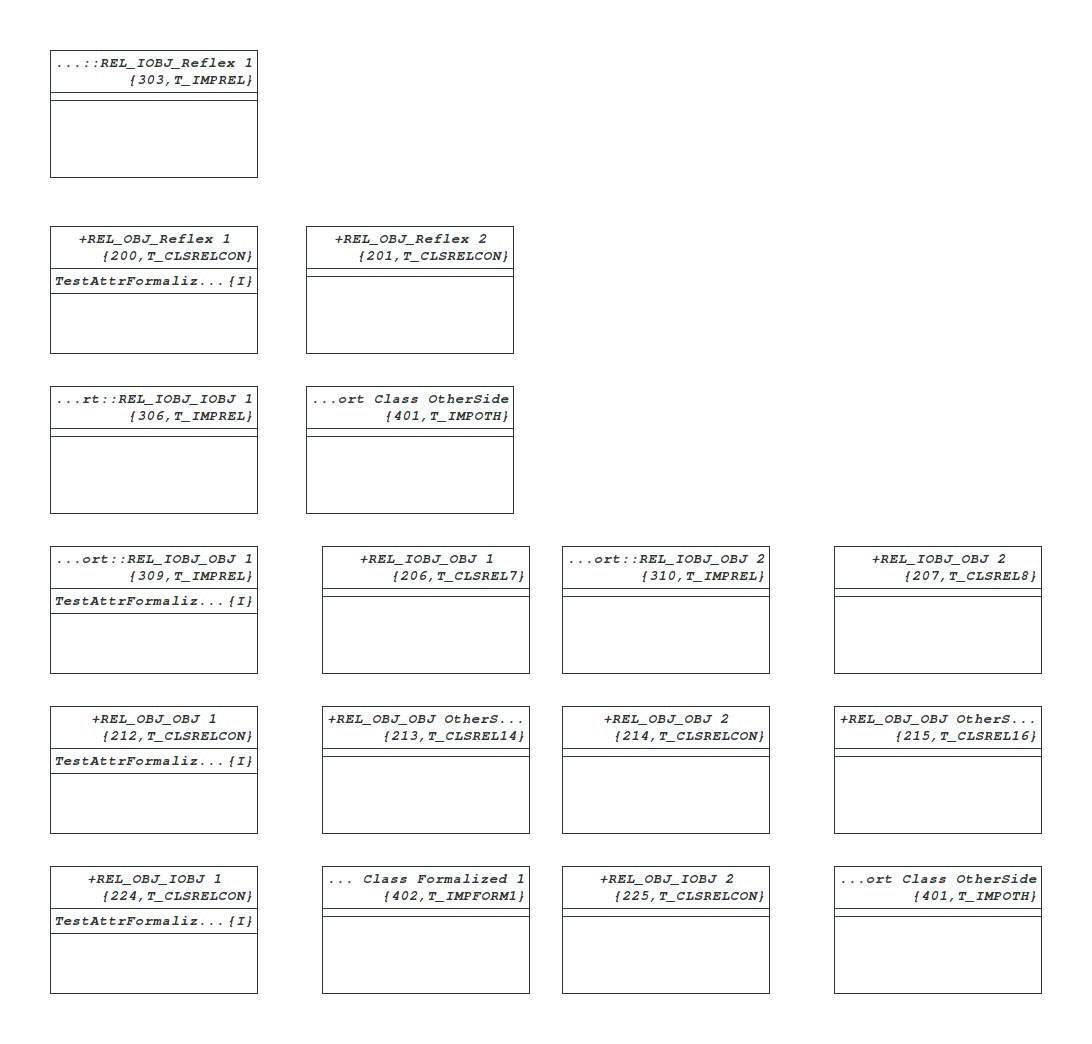 ...::REL_IOBJ_Reflex 1
{303,T_IMPREL}
+REL_OBJ_Reflex 1
{200,T_CLSRELCON}
TestAttrFormaliz... {I}
+REL_OBJ_Reflex 2
{201,T_CLSRELCON}
...rt::REL_IOBJ_IOBJ 1
{306,T_IMPREL}
...ort Class OtherSide
{401,T_IMPOTH}
...ort::REL_IOBJ_OBJ 1
{309,T_IMPREL}
TestAttrFormaliz... {I}
+REL_IOBJ_OBJ 1
{206,T_CLSREL7}
...ort::REL_IOBJ_OBJ 2
{310,T_IMPREL}
+REL_IOBJ_OBJ 2
{207,T_CLSREL8}
+REL_OBJ_OBJ 1
{212,T_CLSRELCON}
TestAttrFormaliz... {I}
+REL_OBJ_OBJ OtherS...
{213,T_CLSREL14}
+REL_OBJ_OBJ 2
{214,T_CLSRELCON}
+REL_OBJ_OBJ OtherS...
{215,T_CLSREL16}
+REL_OBJ_IOBJ 1
{224,T_CLSRELCON}
TestAttrFormaliz... {I}
... Class Formalized 1
{402,T_IMPFORM1}
+REL_OBJ_IOBJ 2
{225,T_CLSRELCON}
...ort Class OtherSide
{401,T_IMPOTH}